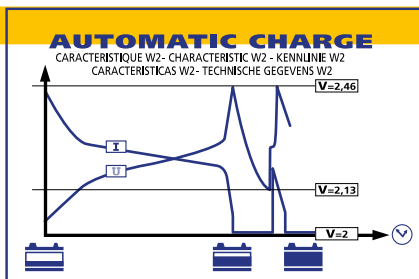 AUTOMATIC CHARGE
CARACTERISTIQUE W2- CHARACTERISTIC W2 - KENNLINIE W2
CARACTERISTICAS W2- TECHNISCHE GEGEVENS W2
V=2,46
I
U
V=2,13
V=2